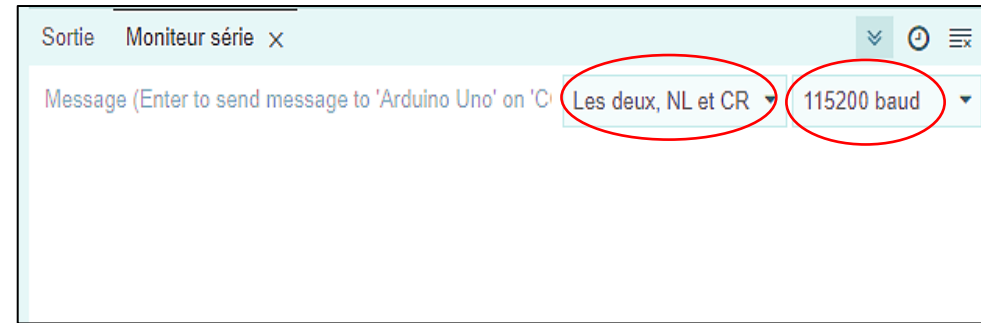 Sortie Moniteur série
Message (Enter to send message to 'Arduino Uno' on 'C Les deux, NL et CR 115200 baud